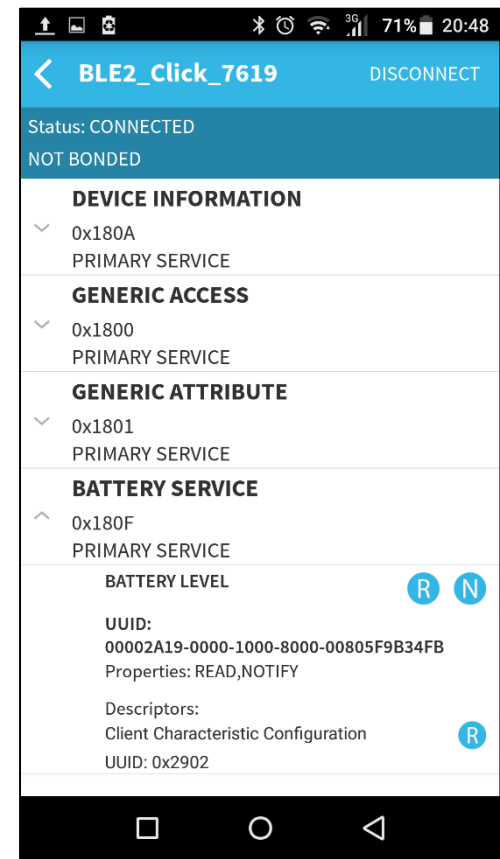 3G 71% 20:48
BLE2_Click_7619 DISCONNECT
Status: CONNECTED
NOT BONDED
DEVICE INFORMATION
0x180A
PRIMARY SERVICE
GENERIC ACCESS
0x1800
PRIMARY SERVICE
GENERIC ATTRIBUTE
0x1801
PRIMARY SERVICE
BATTERY SERVICE
0x180F
PRIMARY SERVICE
BATTERY LEVEL R N
UUID:
00002A19-0000-1000-8000-00805F9B34FB
Properties: READ,NOTIFY
Descriptors:
Client Characteristic Configuration R
UUID: 0x2902